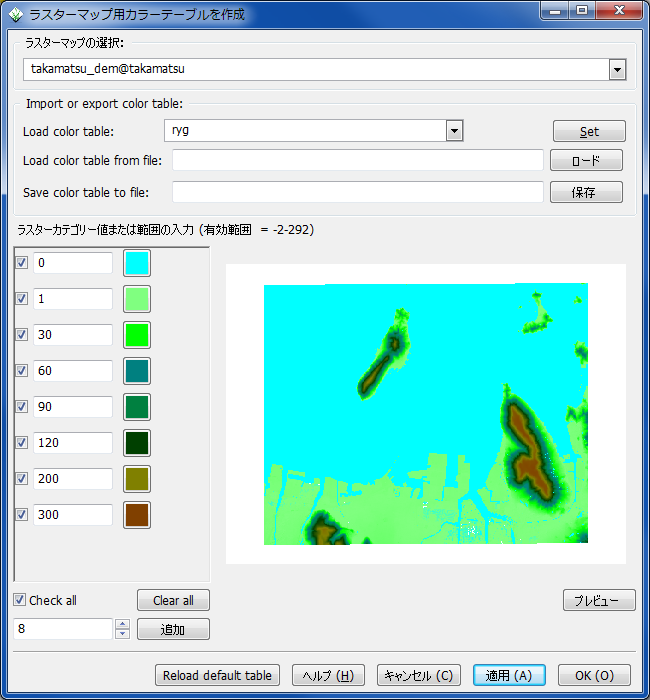 ラスターマップ用カラーテーブルを作成
ラスターマップの選択:
takamatsu_dem@takamatsu
Import or export color table:
Load color table: ryg Set
Load color table from file: ロード
Save color table to file: 保存
ラスターカテゴリー値または範囲の入力 (有効範囲 = -2-292)
0
1
30
60
90
120
200
300
Check all Clear all プレビュー
8 追加
Reload default table ヘルプ (H) キャンセル (C) 適用 (A) OK (O)